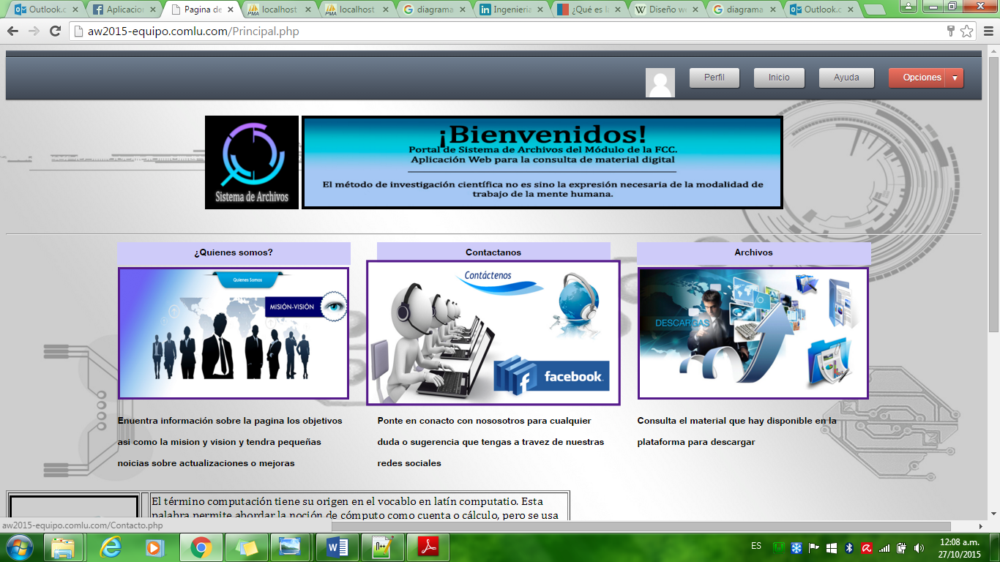 Outlook.c
Aplicacion
Pagina de
localhost
localhost
diagrama
Ingeniería
¿Qué es l
Diseño we
diagrama
Outlook.c
aw2015-equipo.comlu.com/Principal.php
Perfil
Inicio
Ayuda
Opciones
Sistema de Archivos
¡Bienvenidos!
Portal de Sistema de Archivos del Módulo de la FCC.
Aplicación Web para la consulta de material digital
El método de investigación científica no es sino la expresión necesaria de la modalidad de
trabajo de la mente humana.
¿Quienes somos?
Contactanos
Archivos
Quienes Somos
MISIÓN-VISIÓN
Contáctenos
facebook
DESCARGAS
Enuentra información sobre la pagina los objetivos
asi como la mision y vision y tendra pequeñas
noicias sobre actualizaciones o mejoras
Ponte en conacto con nososotros para cualquier
duda o sugerencia que tengas a travez de nuestras
redes sociales
Consulta el material que hay disponible en la
plataforma para descargar
El término computación tiene su origen en el vocablo en latín computatio. Esta
palabra permite abordar la noción de cómputo como cuenta o cálculo, pero se usa
aw2015-equipo.comlu.com/Contacto.php
ES
12:08 a.m.
27/10/2015